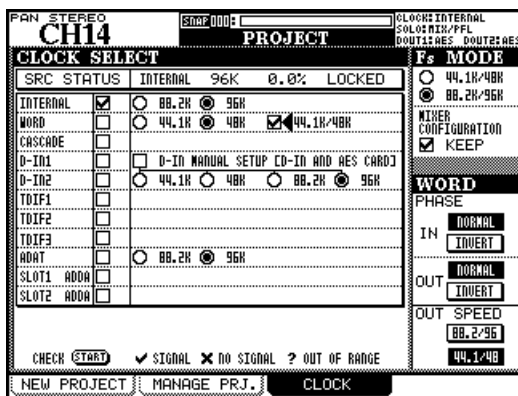 PAN STEREO
CH14
SNAP 000:[
PROJECT
CLOCK:INTERNAL
SOLO:MIX/PFL
DOUT1:AES DOUT2:AES
CLOCK SELECT
SRC STATUS INTERNAL 96K 0.0% LOCKED
INTERNAL 88.2K 96K
WORD 44.1K 48K 44.1K/48K
CASCADE
D-IN1 D-IN MANUAL SETUP [D-IN AND AES CARD]
D-IN2 44.1K 48K 88.2K 96K
TDIF1
TDIF2
TDIF3
ADAT 88.2K 96K
SLOT1 ADDA
SLOT2 ADDA
CHECK START ✓ SIGNAL ✕ NO SIGNAL ? OUT OF RANGE
Fs MODE
44.1K/48K
88.2K/96K
MIXER
CONFIGURATION
KEEP
WORD
PHASE
IN NORMAL
INVERT
OUT NORMAL
INVERT
OUT SPEED
88.2/96
44.1/48
NEW PROJECT MANAGE PRJ. CLOCK